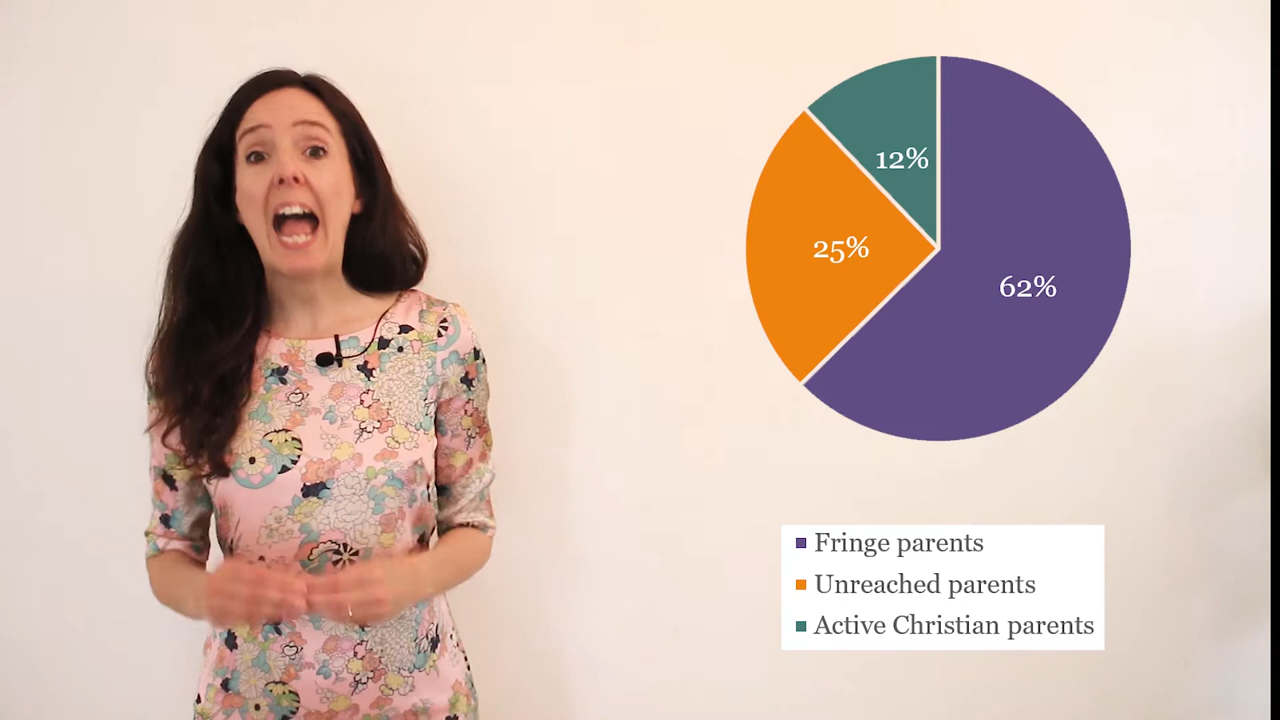 12%
25%
62%
Fringe parents
Unreached parents
Active Christian parents